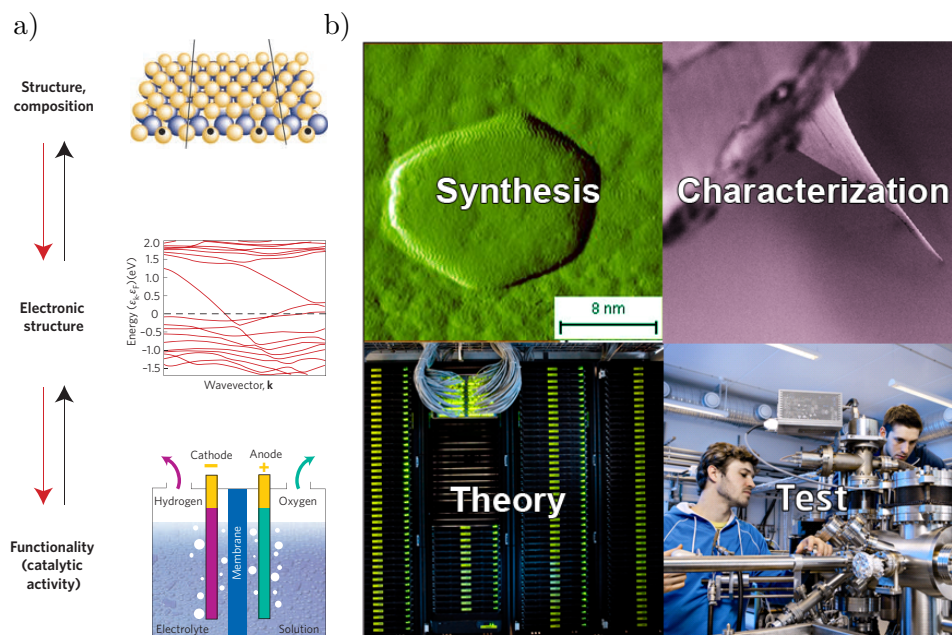 a)
Structure,
composition
Electronic
structure
Functionality
(catalytic
activity)
2.0
1.5
1.0
0.5
0
–0.5
–1.0
–1.5
Energy (εₖ-ε_F)(eV)
Wavevector, k
Cathode
Anode
–
+
Hydrogen
Oxygen
Membrane
Electrolyte
Solution
b)
Synthesis
8 nm
Characterization
Theory
Test